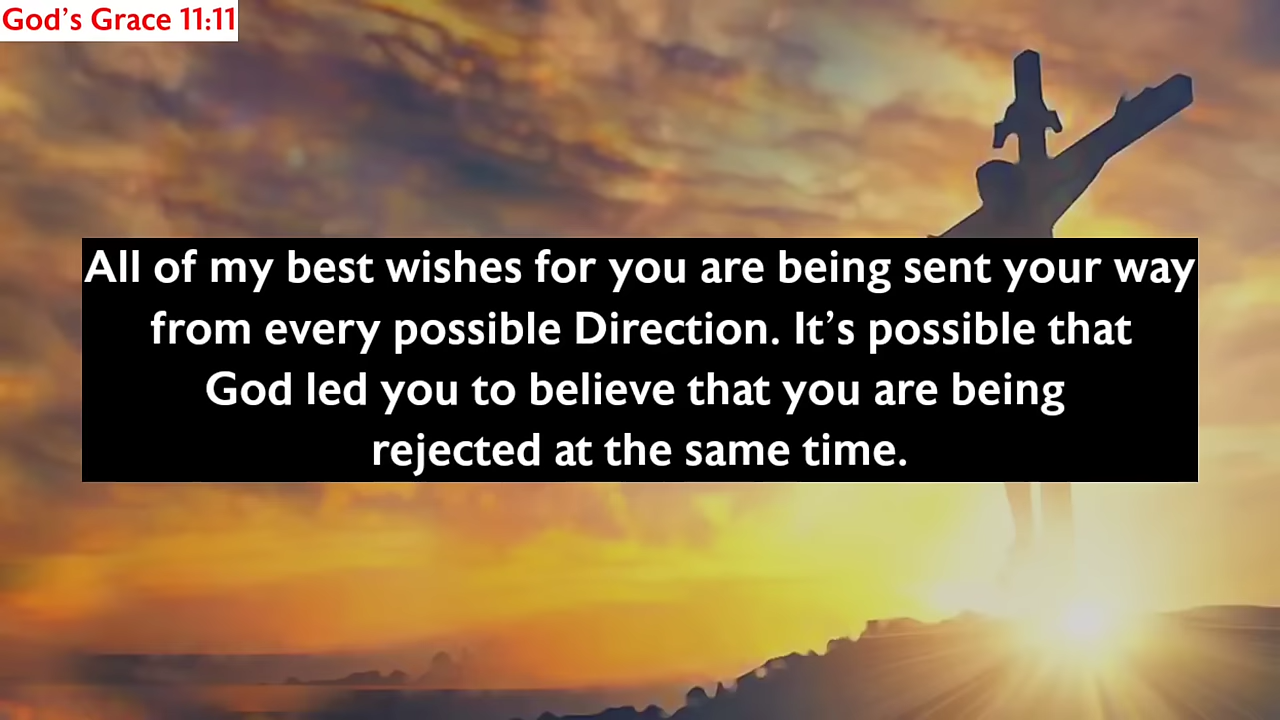 God’s Grace 11:11
All of my best wishes for you are being sent your way
from every possible Direction. It’s possible that
God led you to believe that you are being
rejected at the same time.